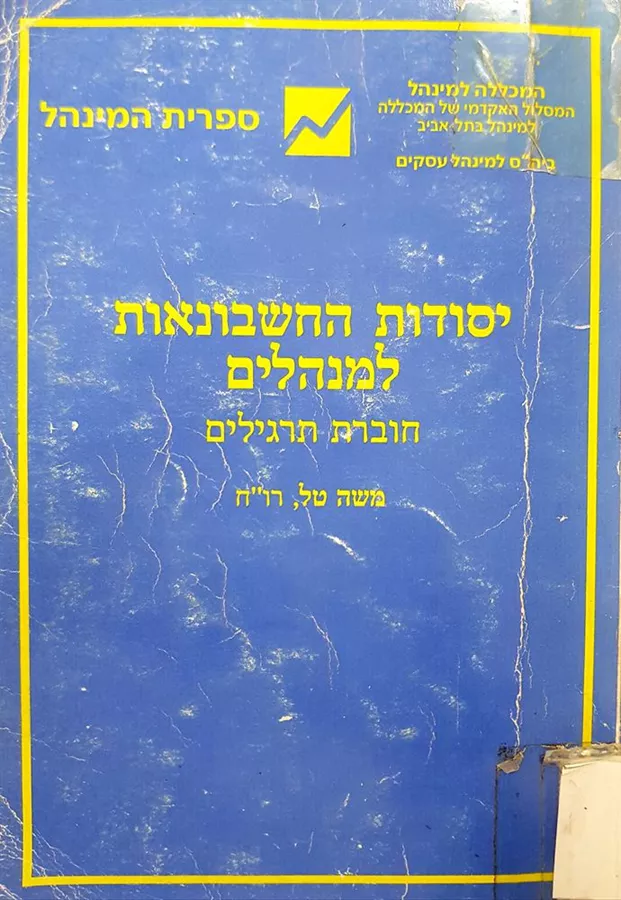 המכללה למינהל
המסלול האקדמי של המכללה
למינהל בתל אביב
ביה"ס למינהל עסקים
ספרית המינהל
יסודות החשבונאות
למנהלים
חוברת תרגילים
משה טל, רו"ח